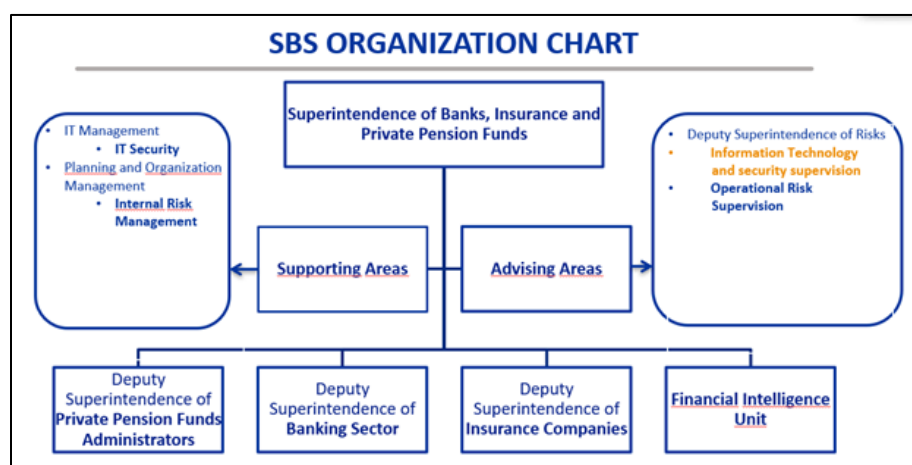 SBS ORGANIZATION CHART
Superintendence of Banks, Insurance and
Private Pension Funds
• IT Management
• IT Security
• Planning and Organization
Management
• Internal Risk
Management
• Deputy Superintendence of Risks
• Information Technology
and security supervision
• Operational Risk
Supervision
Supporting Areas
Advising Areas
Deputy
Superintendence of
Private Pension Funds
Administrators
Deputy
Superintendence of
Banking Sector
Deputy
Superintendence of
Insurance Companies
Financial Intelligence
Unit